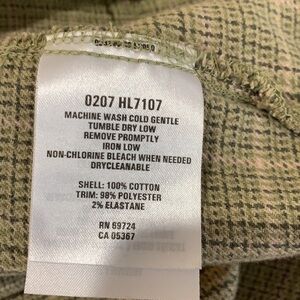 0207 HL7107
MACHINE WASH COLD GENTLE
TUMBLE DRY LOW
REMOVE PROMPTLY
IRON LOW
NON-CHLORINE BLEACH WHEN NEEDED
DRYCLEANABLE
SHELL: 100% COTTON
TRIM: 98% POLYESTER
2% ELASTANE
RN 69724
CA 05367